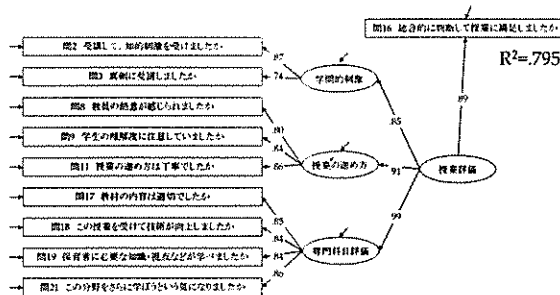 問16 総合的に判断して授業に満足しましたか
R²=.795
問2 受講して、知的刺激を受けましたか
問3 真剣に受講しましたか
問8 教員の熱意が感じられましたか
問9 学生の理解度に注意していましたか
問11 授業の進め方は丁寧でしたか
問17 教材の内容は適切でしたか
問18 この授業を受けて技術が向上しましたか
問19 保育者に必要な知識・視点などが学べましたか
問21 この分野をさらに学ぼうという気になりましたか
.87
.74
.80
.84
.86
.83
.84
.84
.86
学問的刺激
授業の進め方
専門科目評価
.85
.91
.99
.89
授業評価